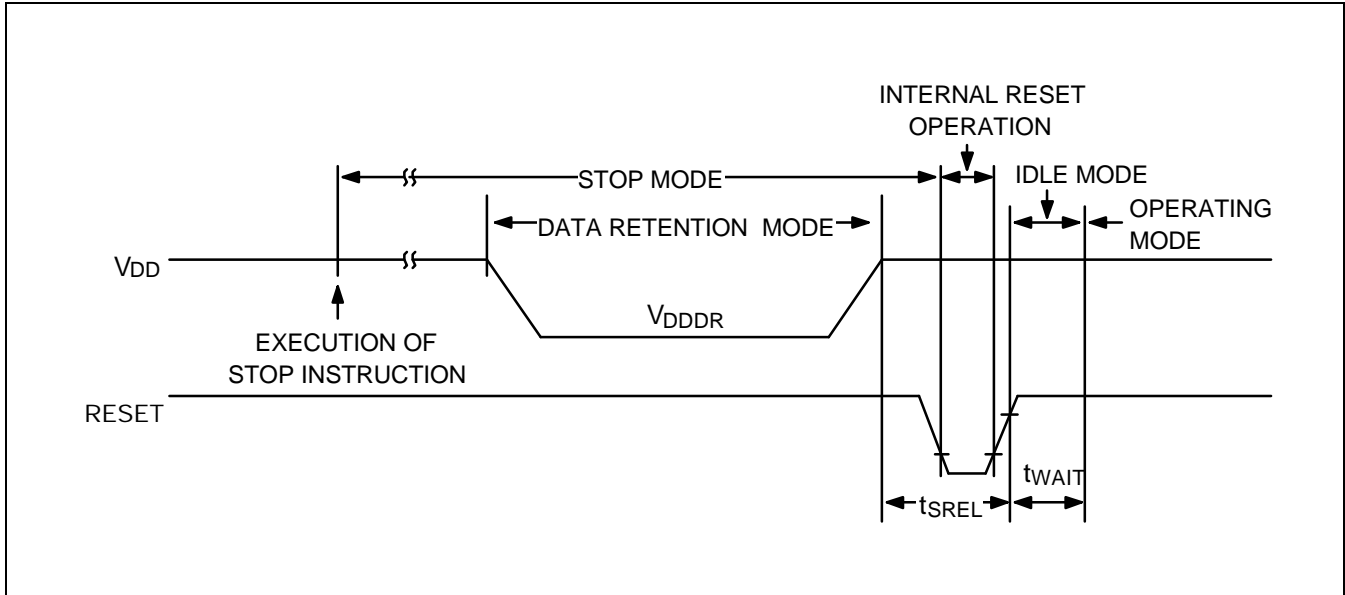 INTERNAL RESET
OPERATION
STOP MODE
IDLE MODE
DATA RETENTION MODE
OPERATING
MODE
VDD
VDDDR
EXECUTION OF
STOP INSTRUCTION
RESET
tWAIT
tSREL